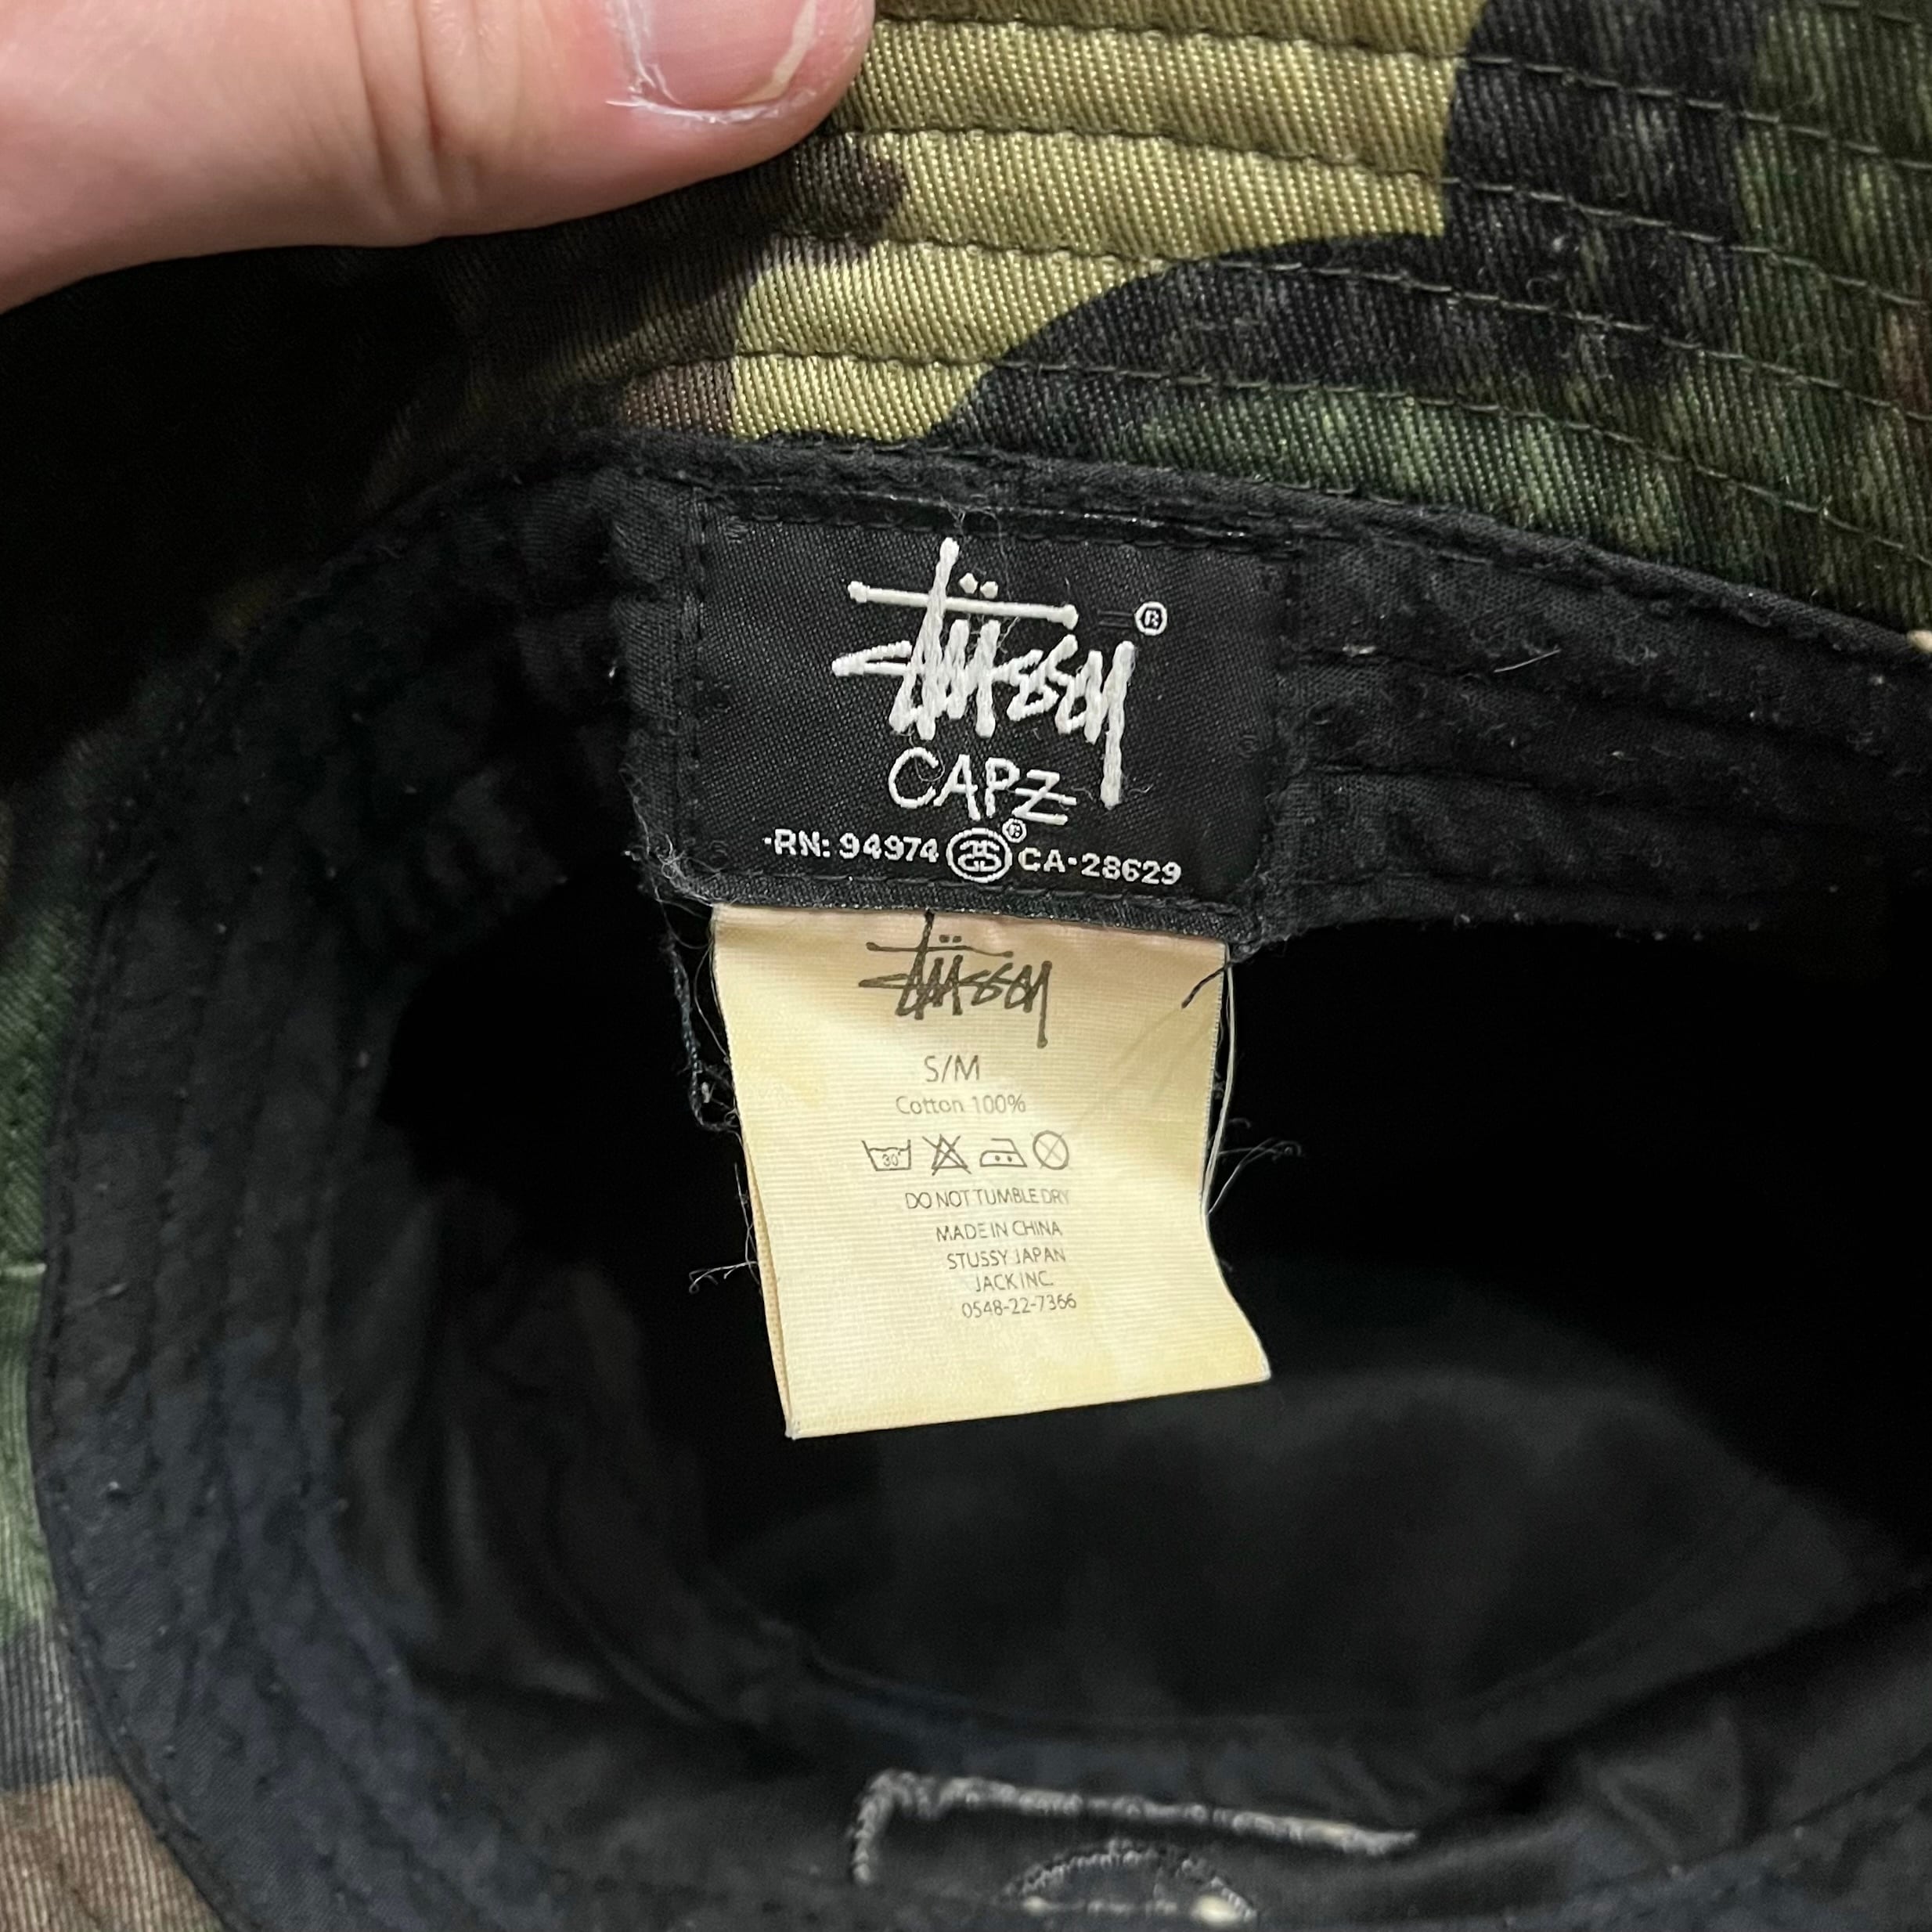 Stüssy ®
CAPZ
·RN: 94974 ® CA·28629
Stüssy
S/M
Cotton 100%
30°
DO NOT TUMBLE DRY
MADE IN CHINA
STUSSY JAPAN
JACK INC.
0548-22-7366